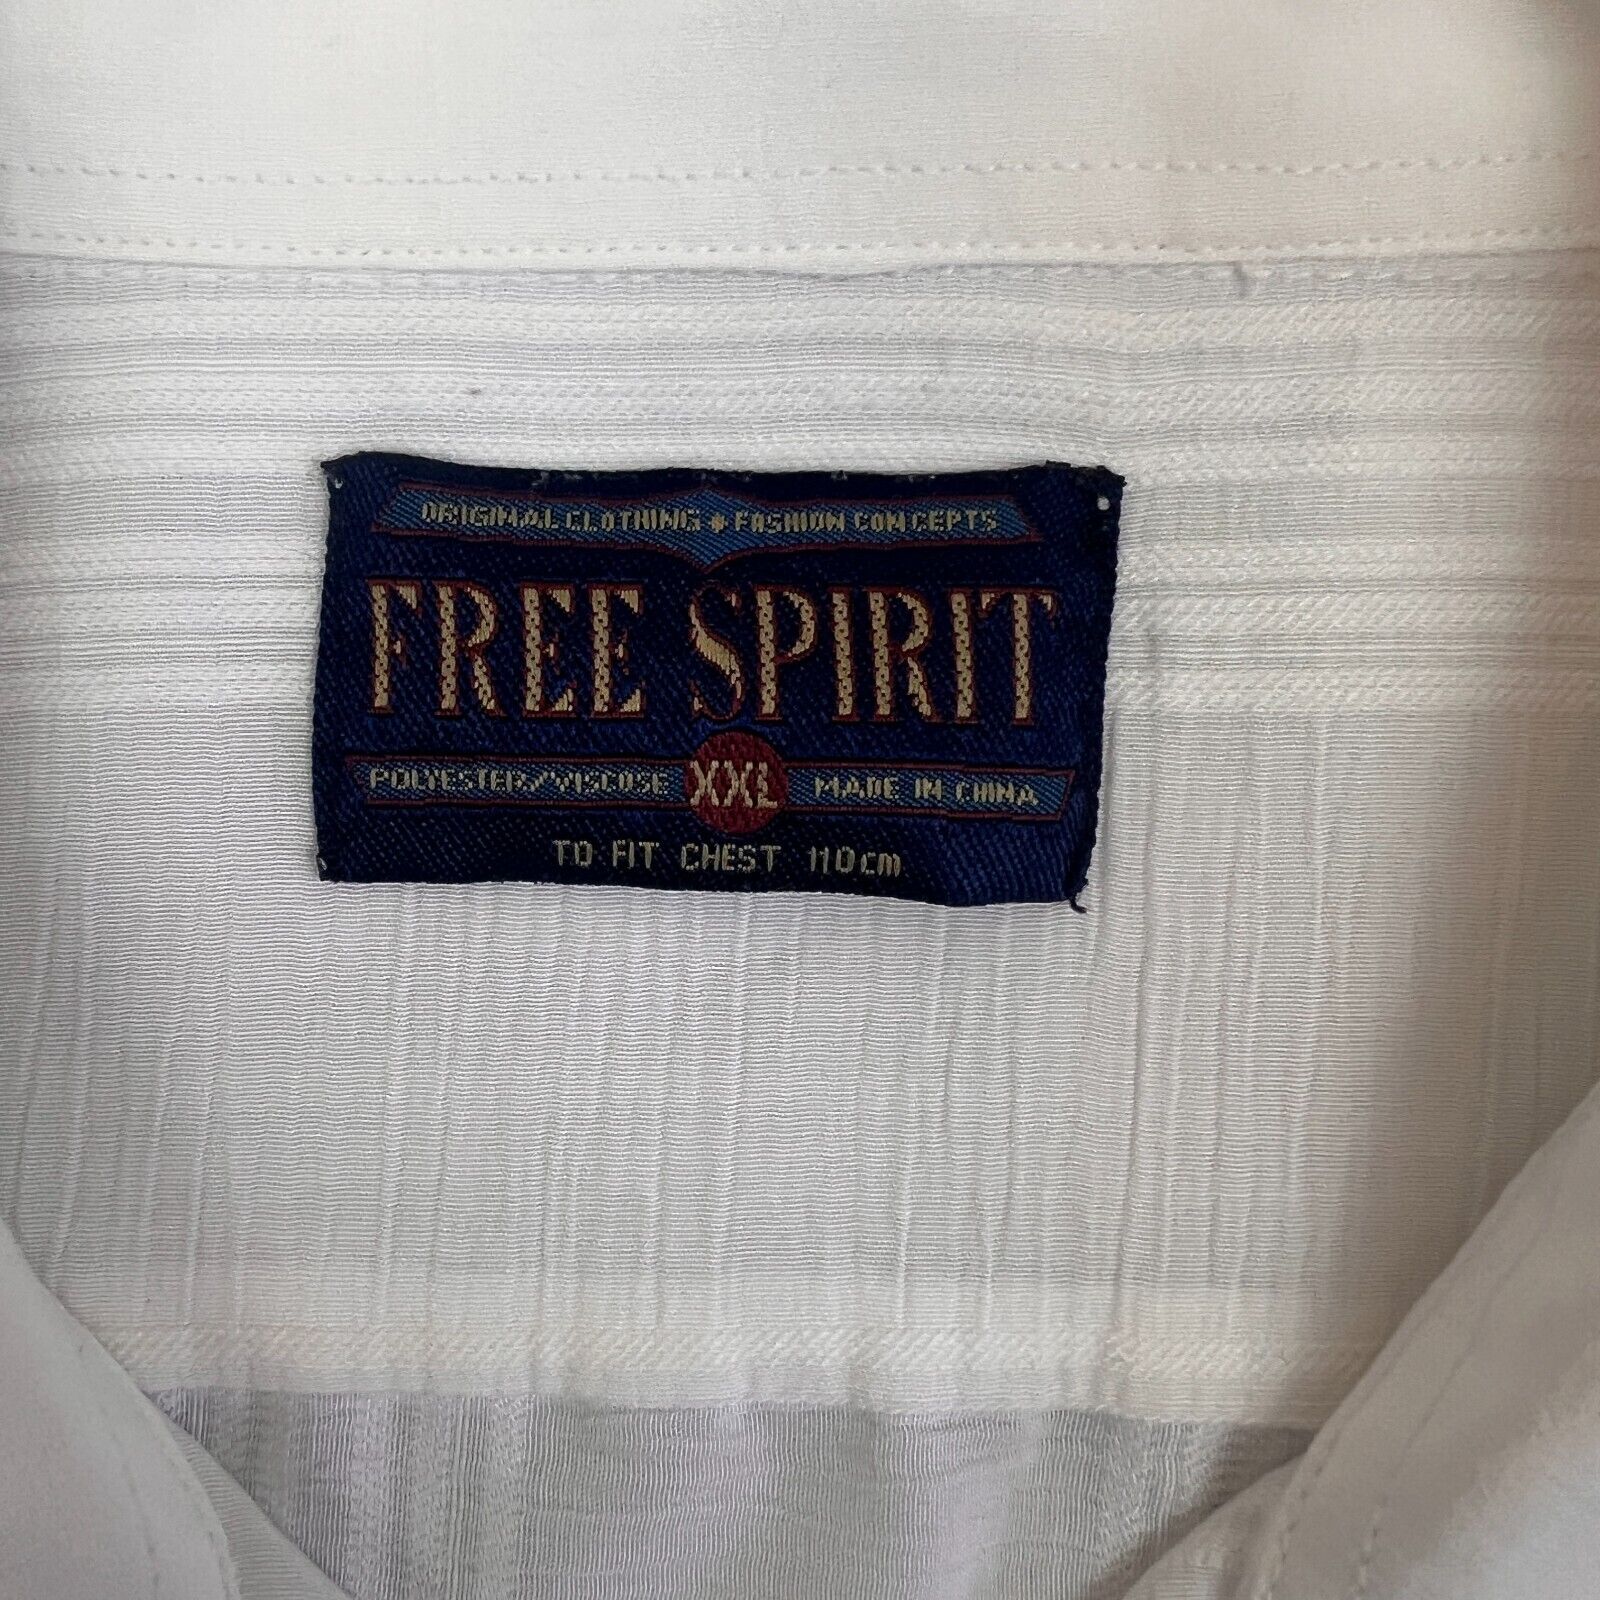 ORIGINAL CLOTHING * FASHION CONCEPTS
FREE SPIRIT
POLYESTER/VISCOSE XXL MADE IN CHINA
TO FIT CHEST 110cm